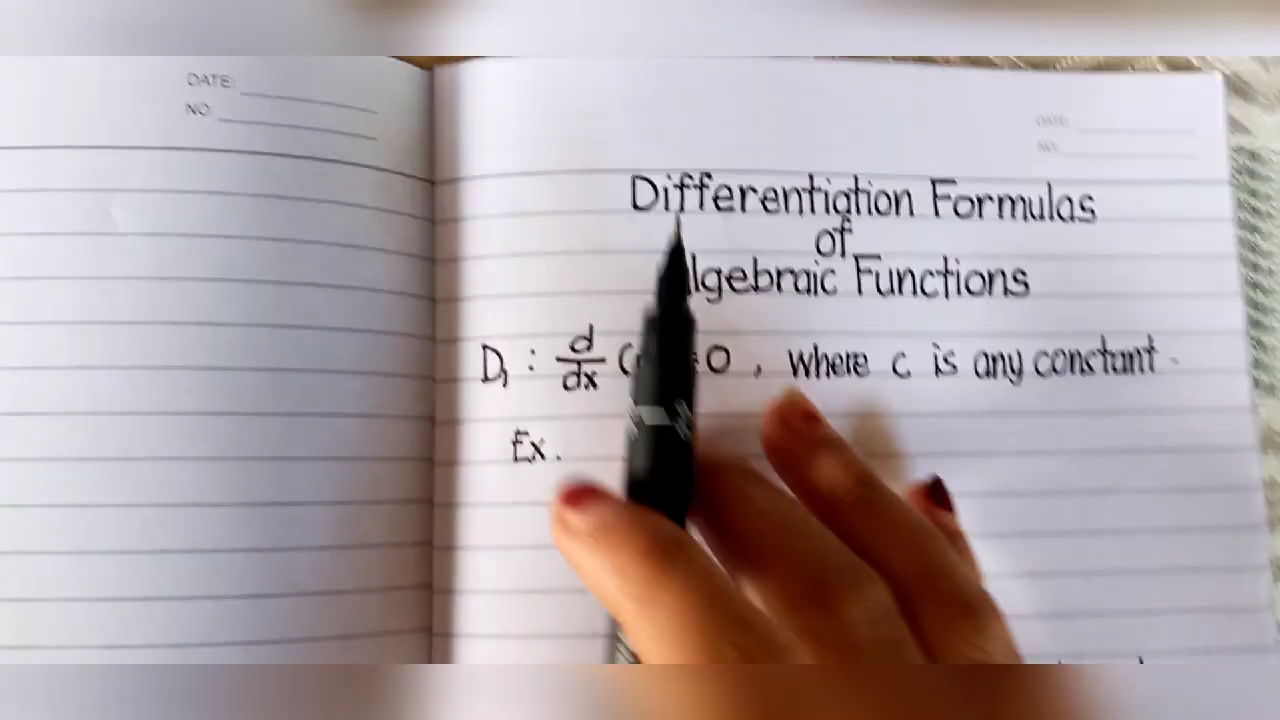 DATE:
NO:
DATE:
NO:
Differentiation Formulas
of
lgebraic Functions
D₁ : d/dx ( =0 , where c is any constant.
Ex.